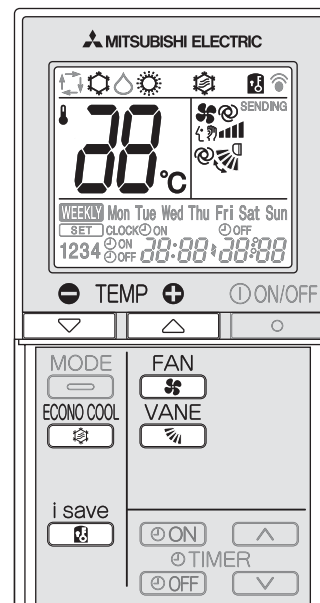 MITSUBISHI ELECTRIC
SENDING
88 °C
WEEKLY Mon Tue Wed Thu Fri Sat Sun
SET CLOCK ON OFF
1234 ON OFF 88:88 88:88
TEMP ON/OFF
MODE FAN
ECONO COOL VANE
i save
ON
TIMER
OFF